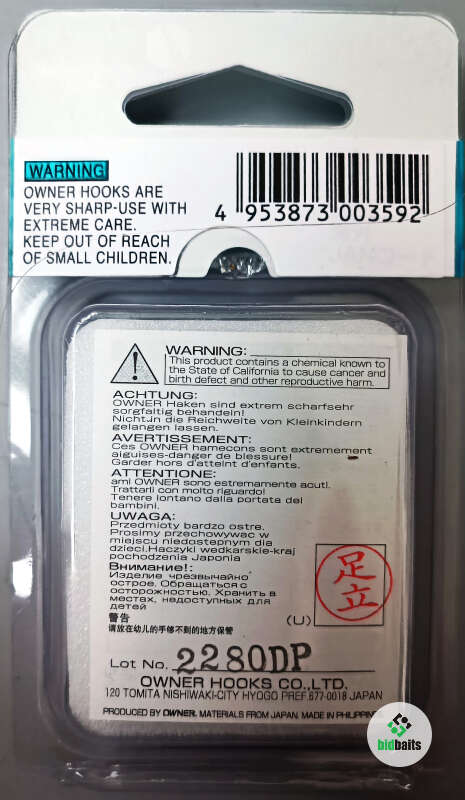 WARNING
OWNER HOOKS ARE
VERY SHARP-USE WITH
EXTREME CARE.
KEEP OUT OF REACH
OF SMALL CHILDREN.
4 953873 003592
WARNING:
This product contains a chemical known to
the State of California to cause cancer and
birth defect and other reproductive harm.
ACHTUNG:
OWNER Haken sind extrem scharfsehr
sorgfaltig behandeln!
Nicht in die Reichweite von Kleinkindern
gelangen lassen.
AVERTISSEMENT:
Ces OWNER hamecons sont extremement
aiguises-danger de blessure!
Garder hors d'atteint d'enfants.
ATTENTIONE:
ami OWNER sono estremamente acuti.
Trattarli con molto riguardo!
Tenere lontano dalla portata dei
bambini.
UWAGA:
Przedmioty bardzo ostre.
Prosimy przechowywac w
miejscu niedostepnym dla
dzieci.Haczyki wedkarskie-kraj
pochodzenia Japonia
Внимание!:
Изделие чрезвычайно
острое. Обращаться с
осторожностью. Хранить в
местах, недоступных для
детей
警告
请放在幼儿的手够不到的地方保管
(U)
足立
Lot No. 2280DP
OWNER HOOKS CO.,LTD.
120 TOMITA NISHIWAKI-CITY HYOGO PREF.677-0018 JAPAN
PRODUCED BY OWNER. MATERIALS FROM JAPAN. MADE IN
bidbaits